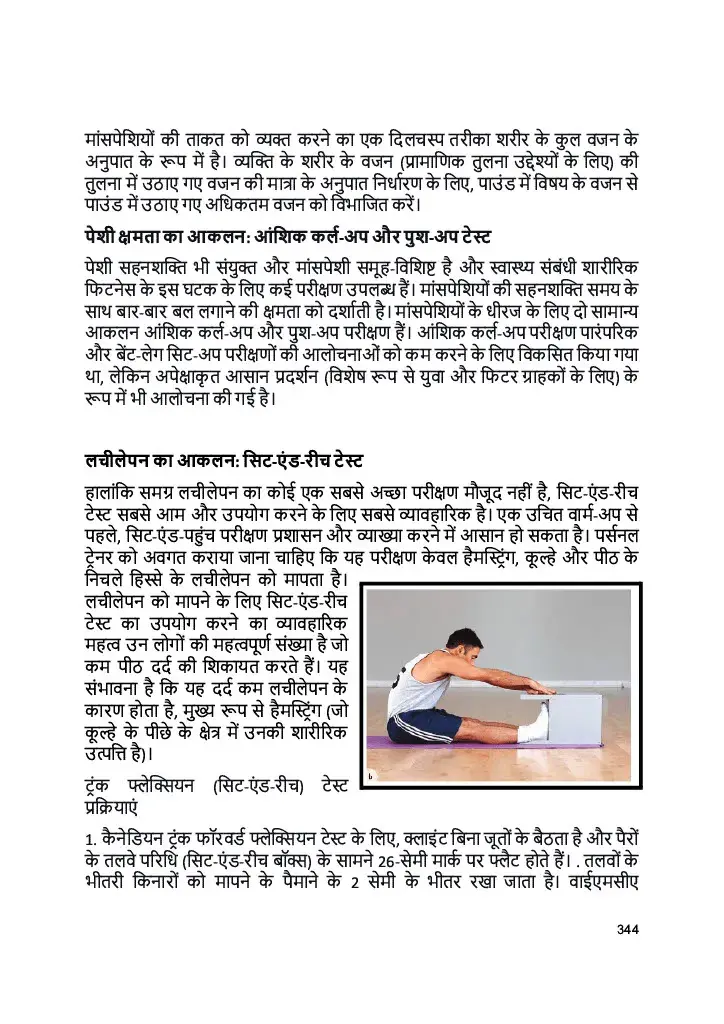 मांसपेशियों की ताकत को व्यक्त करने का एक दिलचस्प तरीका शरीर के कुल वजन के
अनुपात के रूप में है। व्यक्ति के शरीर के वजन (प्रामाणिक तुलना उद्देश्यों के लिए) की
तुलना में उठाए गए वजन की मात्रा के अनुपात निर्धारण के लिए, पाउंड में विषय के वजन से
पाउंड में उठाए गए अधिकतम वजन को विभाजित करें।
पेशी क्षमता का आकलन: आंशिक कर्ल-अप और पुश-अप टेस्ट
पेशी सहनशक्ति भी संयुक्त और मांसपेशी समूह-विशिष्ट है और स्वास्थ्य संबंधी शारीरिक
फिटनेस के इस घटक के लिए कई परीक्षण उपलब्ध हैं। मांसपेशियों की सहनशक्ति समय के
साथ बार-बार बल लगाने की क्षमता को दर्शाती है। मांसपेशियों के धीरज के लिए दो सामान्य
आकलन आंशिक कर्ल-अप और पुश-अप परीक्षण हैं। आंशिक कर्ल-अप परीक्षण पारंपरिक
और बेंट-लेग सिट-अप परीक्षणों की आलोचनाओं को कम करने के लिए विकसित किया गया
था, लेकिन अपेक्षाकृत आसान प्रदर्शन (विशेष रूप से युवा और फिटर ग्राहकों के लिए) के
रूप में भी आलोचना की गई है।
लचीलेपन का आकलन: सिट-एंड-रीच टेस्ट
हालांकि समग्र लचीलेपन का कोई एक सबसे अच्छा परीक्षण मौजूद नहीं है, सिट-एंड-रीच
टेस्ट सबसे आम और उपयोग करने के लिए सबसे व्यावहारिक है। एक उचित वार्म-अप से
पहले, सिट-एंड-पहुंच परीक्षण प्रशासन और व्याख्या करने में आसान हो सकता है। पर्सनल
ट्रेनर को अवगत कराया जाना चाहिए कि यह परीक्षण केवल हैमस्ट्रिंग, कूल्हे और पीठ के
निचले हिस्से के लचीलेपन को मापता है।
लचीलेपन को मापने के लिए सिट-एंड-रीच
टेस्ट का उपयोग करने का व्यावहारिक
महत्व उन लोगों की महत्वपूर्ण संख्या है जो
कम पीठ दर्द की शिकायत करते हैं। यह
संभावना है कि यह दर्द कम लचीलेपन के
कारण होता है, मुख्य रूप से हैमस्ट्रिंग (जो
कूल्हे के पीछे के क्षेत्र में उनकी शारीरिक
उत्पत्ति है)।
ट्रंक फ्लेक्सियन (सिट-एंड-रीच) टेस्ट
प्रक्रियाएं
1. कैनेडियन ट्रंक फॉरवर्ड फ्लेक्सियन टेस्ट के लिए, क्लाइंट बिना जूतों के बैठता है और पैरों
के तलवे परिधि (सिट-एंड-रीच बॉक्स) के सामने 26-सेमी मार्क पर फ्लैट होते हैं। . तलवों के
भीतरी किनारों को मापने के पैमाने के 2 सेमी के भीतर रखा जाता है। वाईएमसीए
344